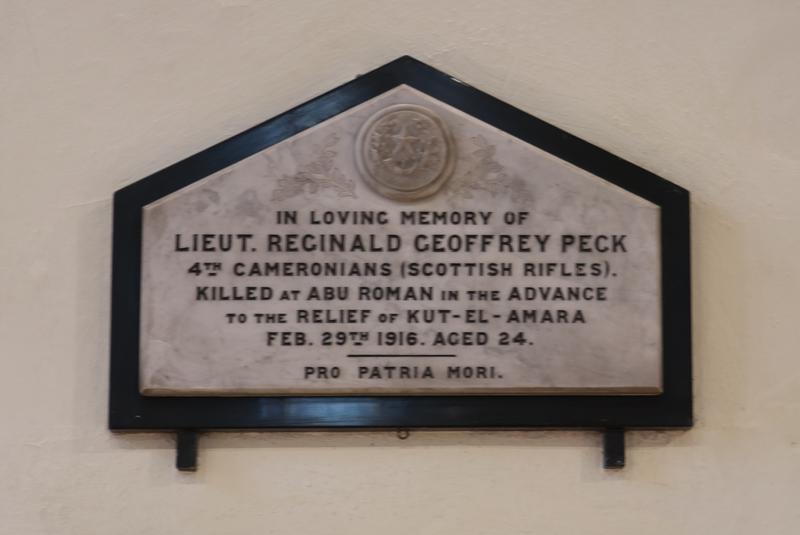 IN LOVING MEMORY OF
LIEUT. REGINALD GEOFFREY PECK
4TH CAMERONIANS (SCOTTISH RIFLES).
KILLED AT ABU ROMAN IN THE ADVANCE
TO THE RELIEF OF KUT-EL-AMARA
FEB. 29TH 1916. AGED 24.
PRO PATRIA MORI.